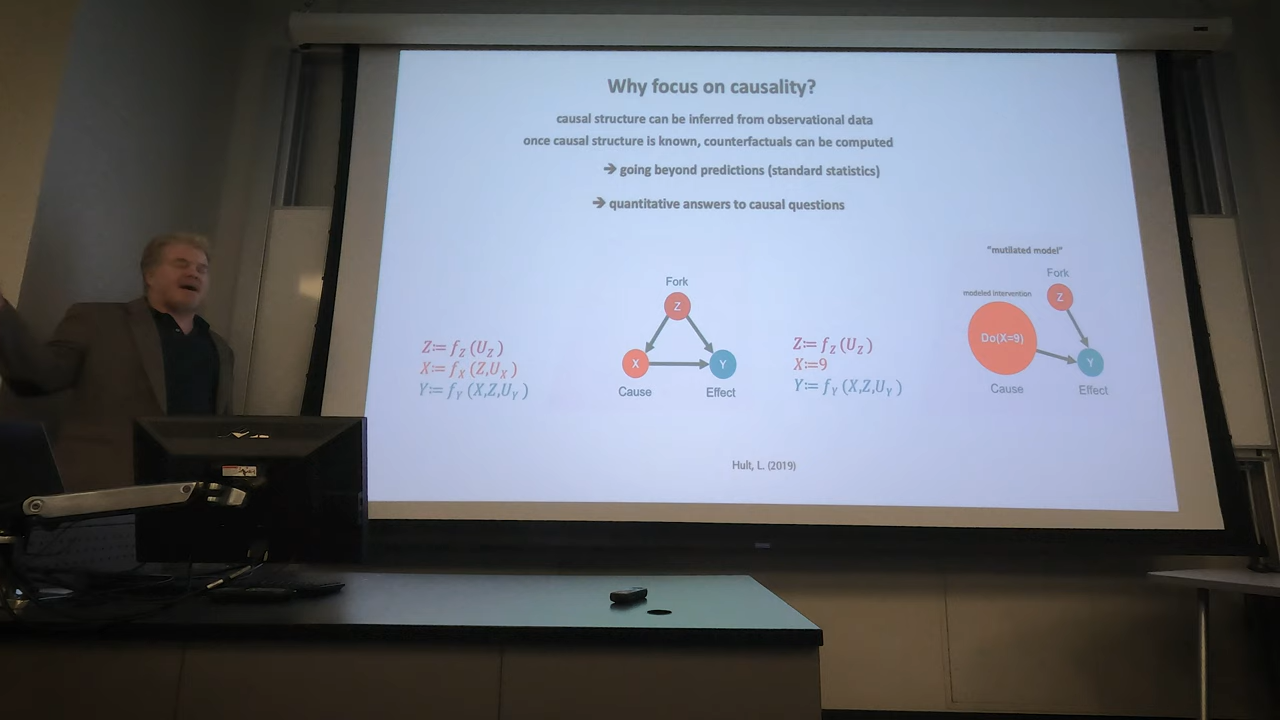 Why focus on causality?
causal structure can be inferred from observational data
once causal structure is known, counterfactuals can be computed
➔ going beyond predictions (standard statistics)
➔ quantitative answers to causal questions
"mutilated model"
Fork
Z
modeled intervention
Do(X=9)
Y
Cause
Effect
Fork
Z
X
Y
Cause
Effect
Z:= f_Z (U_Z)
X:= f_X (Z,U_X)
Y:= f_Y (X,Z,U_Y)
Z:= f_Z (U_Z)
X:=9
Y:= f_Y (X,Z,U_Y)
Hult, L. (2019)